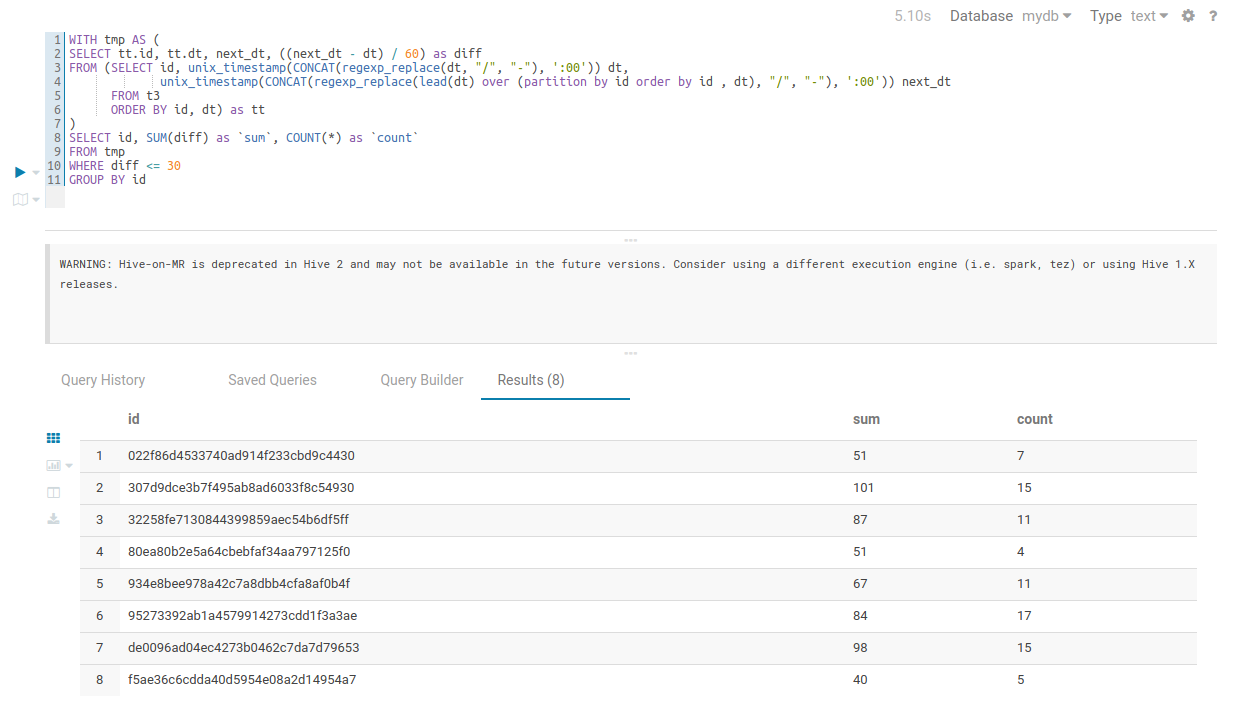 5.10s Database mydb Type text ?
1 WITH tmp AS (
2 SELECT tt.id, tt.dt, next_dt, ((next_dt - dt) / 60) as diff
3 FROM (SELECT id, unix_timestamp(CONCAT(regexp_replace(dt, "/", "-"), ':00')) dt,
4 unix_timestamp(CONCAT(regexp_replace(lead(dt) over (partition by id order by id , dt), "/", "-"), ':00')) next_dt
5 FROM t3
6 ORDER BY id, dt) as tt
7 )
8 SELECT id, SUM(diff) as `sum`, COUNT(*) as `count`
9 FROM tmp
10 WHERE diff <= 30
11 GROUP BY id
WARNING: Hive-on-MR is deprecated in Hive 2 and may not be available in the future versions. Consider using a different execution engine (i.e. spark, tez) or using Hive 1.X
releases.
Query History Saved Queries Query Builder Results (8)
id sum count
1 022f86d4533740ad914f233cbd9c4430 51 7
2 307d9dce3b7f495ab8ad6033f8c54930 101 15
3 32258fe7130844399859aec54b6df5ff 87 11
4 80ea80b2e5a64cbebfaf34aa797125f0 51 4
5 934e8bee978a42c7a8dbb4cfa8af0b4f 67 11
6 95273392ab1a4579914273cdd1f3a3ae 84 17
7 de0096ad04ec4273b0462c7da7d79653 98 15
8 f5ae36c6cdda40d5954e08a2d14954a7 40 5